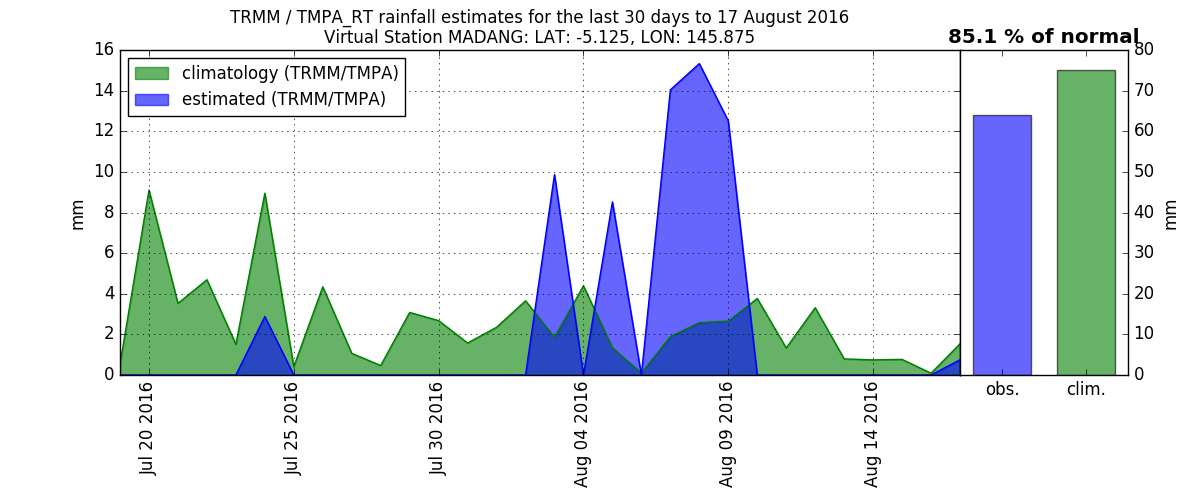 TRMM / TMPA_RT rainfall estimates for the last 30 days to 17 August 2016
Virtual Station MADANG: LAT: -5.125, LON: 145.875
85.1 % of normal
climatology (TRMM/TMPA)
estimated (TRMM/TMPA)
16
14
12
10
8
6
4
2
0
mm
Jul 20 2016
Jul 25 2016
Jul 30 2016
Aug 04 2016
Aug 09 2016
Aug 14 2016
80
70
60
50
40
30
20
10
0
mm
obs.
clim.